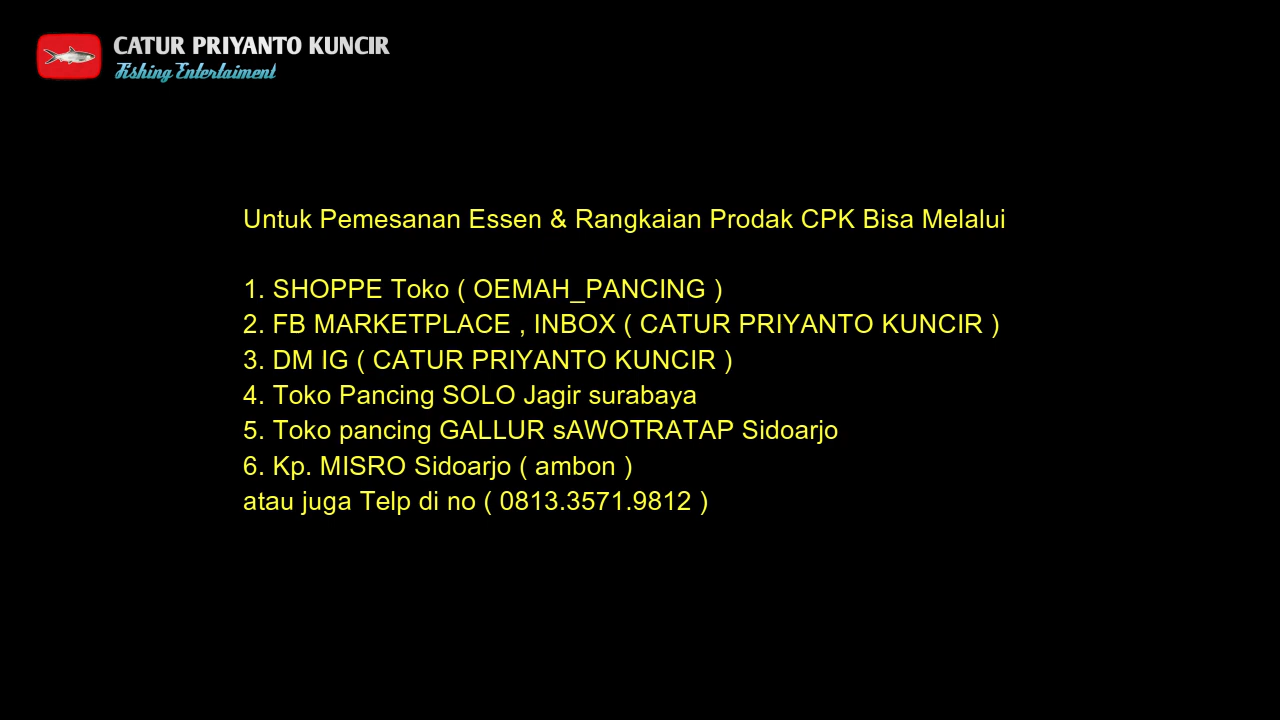 CATUR PRIYANTO KUNCIR
Fishing Entertaiment
Untuk Pemesanan Essen & Rangkaian Prodak CPK Bisa Melalui
1. SHOPPE Toko ( OEMAH_PANCING )
2. FB MARKETPLACE , INBOX ( CATUR PRIYANTO KUNCIR )
3. DM IG ( CATUR PRIYANTO KUNCIR )
4. Toko Pancing SOLO Jagir surabaya
5. Toko pancing GALLUR sAWOTRATAP Sidoarjo
6. Kp. MISRO Sidoarjo ( ambon )
atau juga Telp di no ( 0813.3571.9812 )